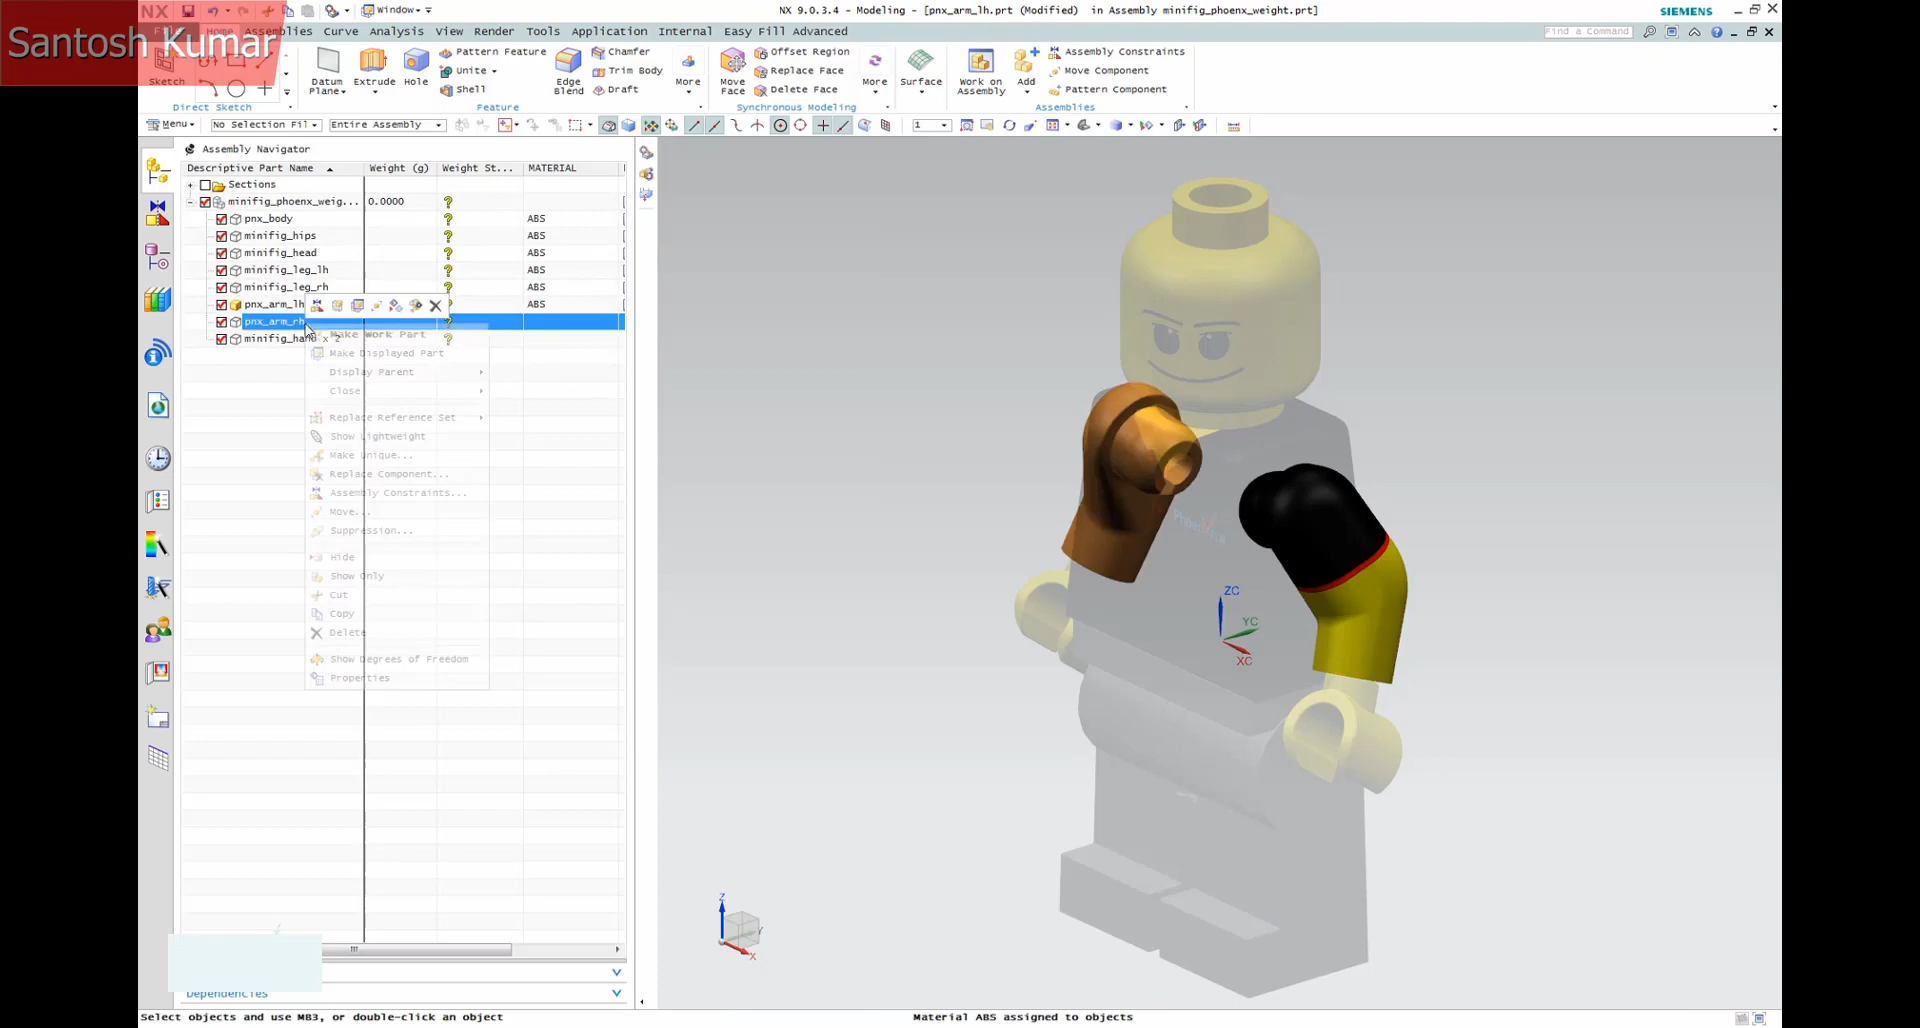 Santosh Kumar
NX
Window
NX 9.0.3.4 - Modeling - [pnx_arm_lh.prt (Modified) in Assembly minifig_phoenx_weight.prt]
SIEMENS
File Home Assemblies Curve Analysis View Render Tools Application Internal Easy Fill Advanced
Find a Command
Sketch
Direct Sketch
Datum Plane
Extrude
Hole
Pattern Feature
Unite
Shell
Edge Blend
Chamfer
Trim Body
Draft
More
Feature
Move Face
Offset Region
Replace Face
Delete Face
More
Synchronous Modeling
Surface
Work on Assembly
Add
Assembly Constraints
Move Component
Pattern Component
Assemblies
Menu
No Selection Fil
Entire Assembly
1
Assembly Navigator
Descriptive Part Name Weight (g) Weight St... MATERIAL
Sections
minifig_phoenx_weig... 0.0000 ?
pnx_body ? ABS
minifig_hips ? ABS
minifig_head ? ABS
minifig_leg_lh ? ABS
minifig_leg_rh ? ABS
pnx_arm_lh ABS
pnx_arm_rh ?
minifig_hand x 2 ?
Make Work Part
Make Displayed Part
Display Parent
Close
Replace Reference Set
Show Lightweight
Make Unique...
Replace Component...
Assembly Constraints...
Move...
Suppression...
Hide
Show Only
Cut
Copy
Delete
Show Degrees of Freedom
Properties
ZC
YC
XC
Z
Y
X
Dependencies
Select objects and use MB3, or double-click an object
Material ABS assigned to objects